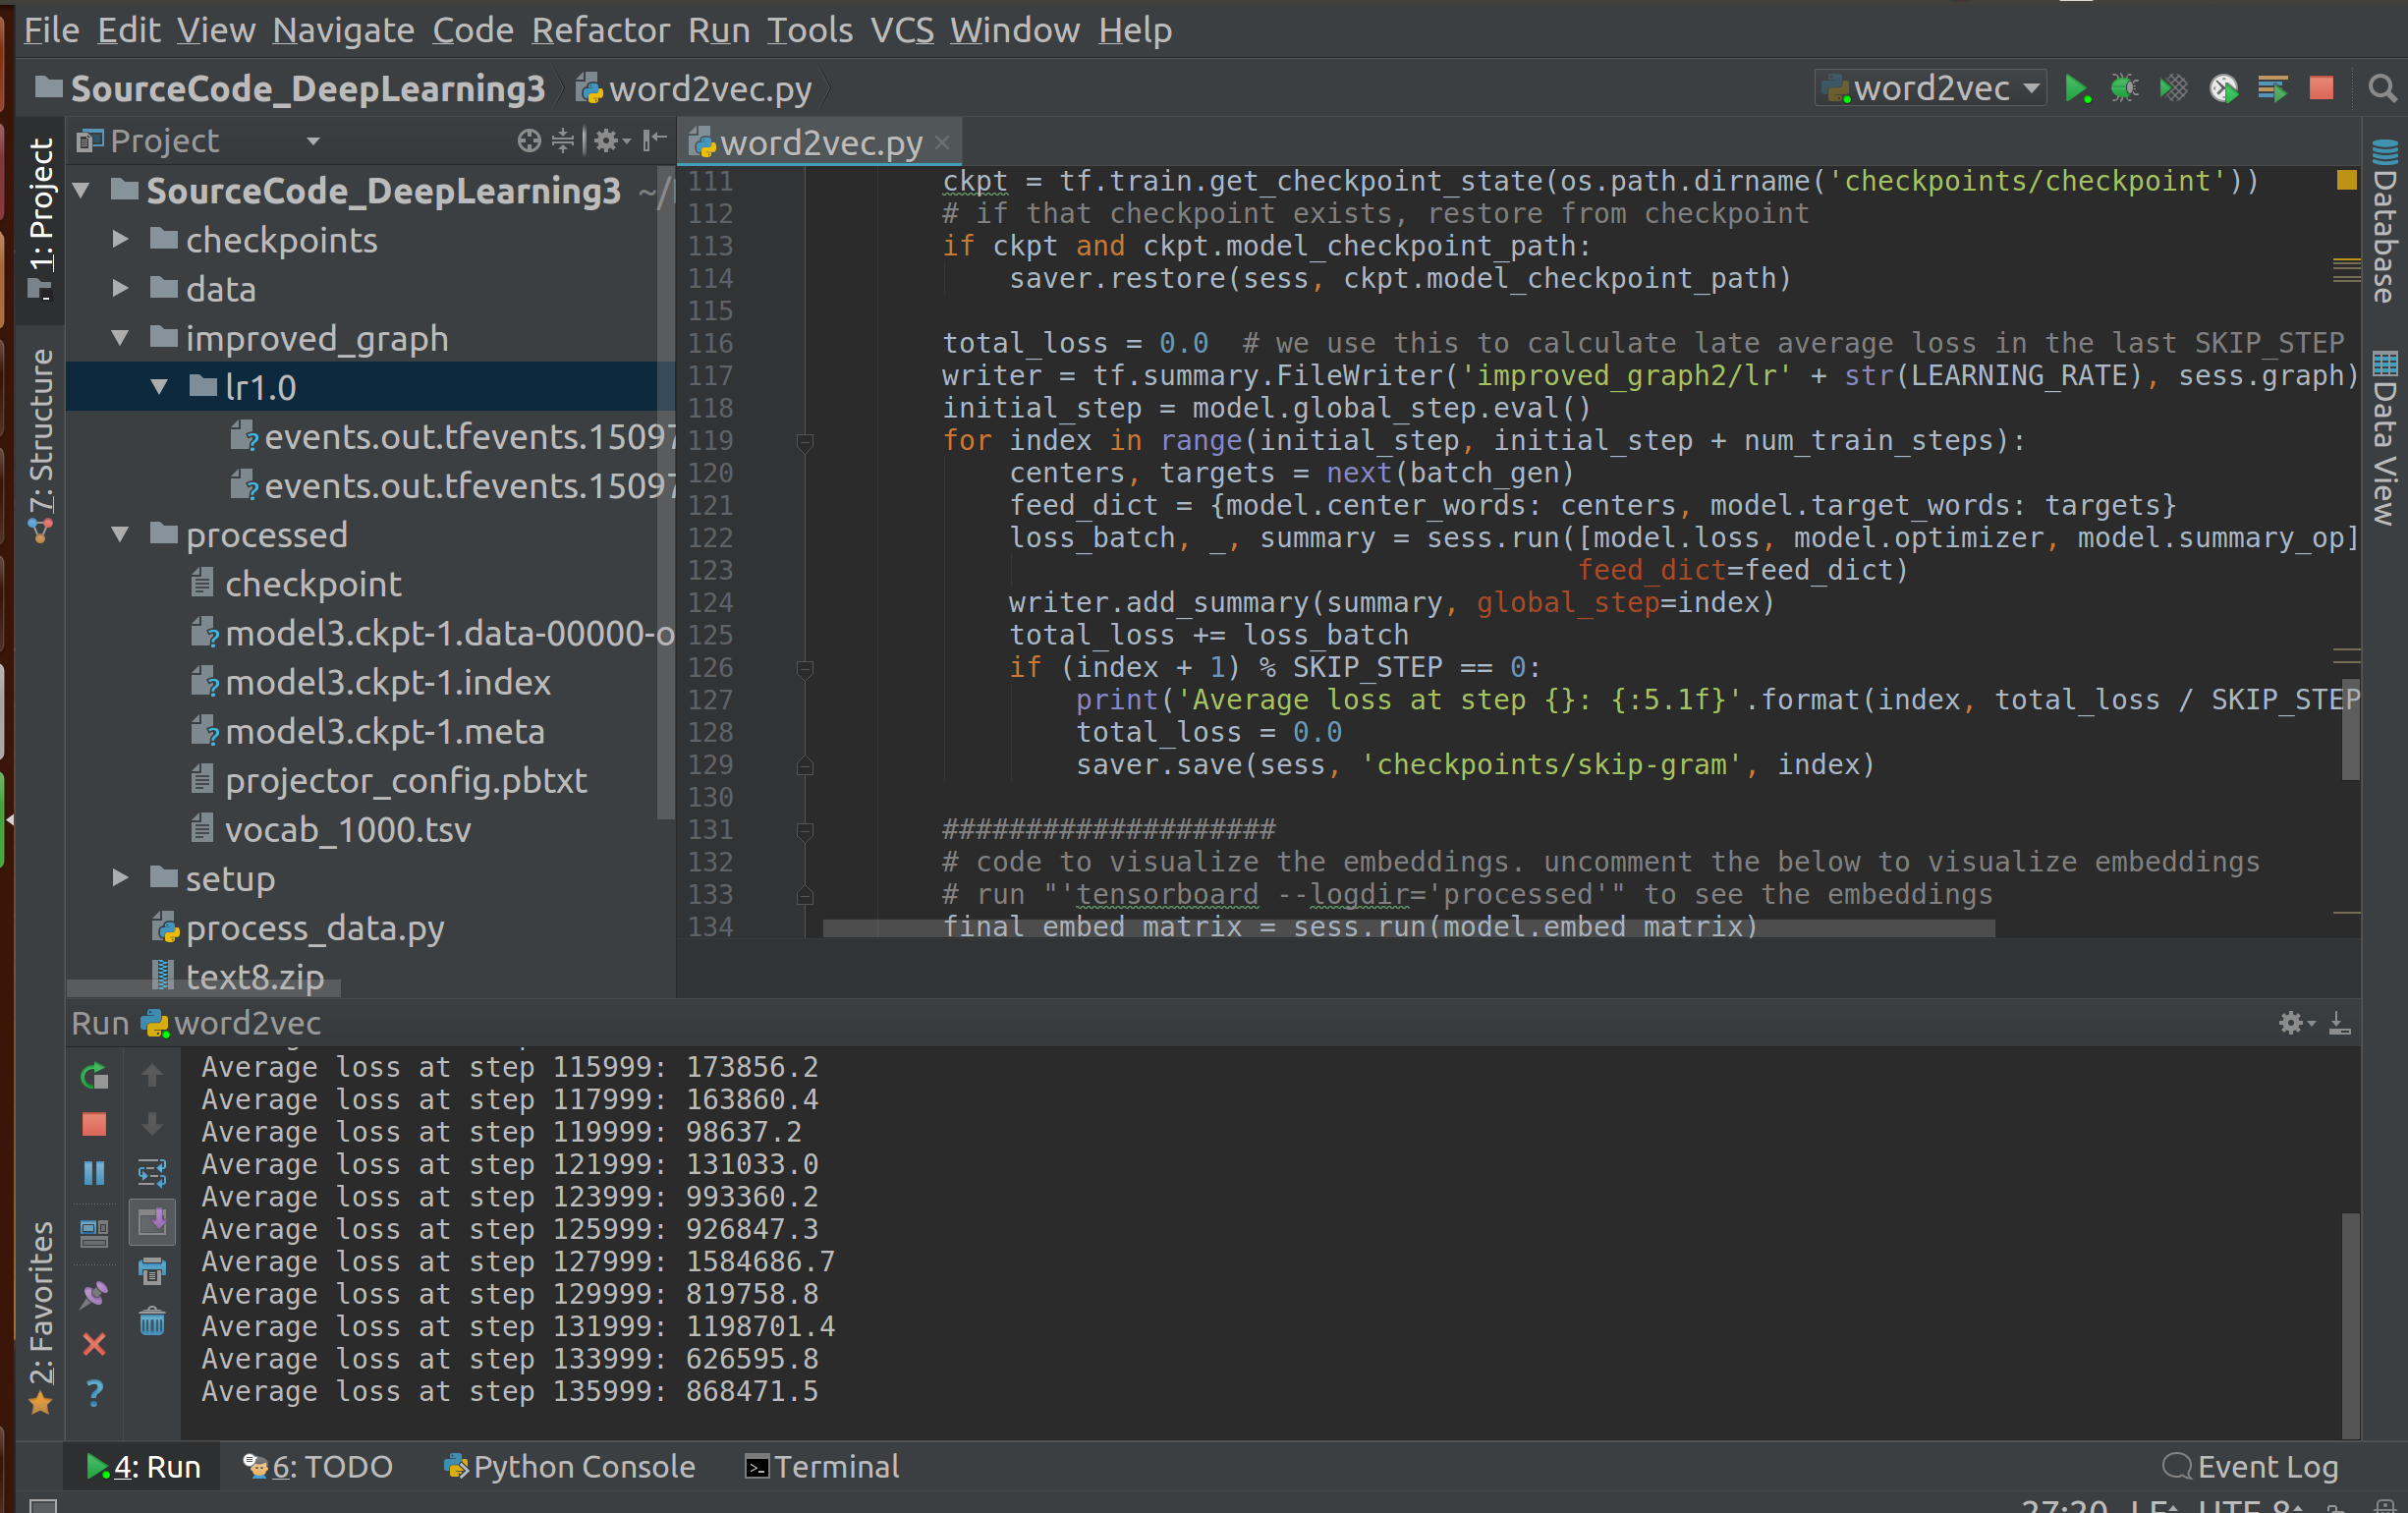 File Edit View Navigate Code Refactor Run Tools VCS Window Help
SourceCode_DeepLearning3 word2vec.py word2vec
1: Project
7: Structure
2: Favorites
Project
SourceCode_DeepLearning3 ~/
checkpoints
data
improved_graph
lr1.0
events.out.tfevents.15097
events.out.tfevents.15097
processed
checkpoint
model3.ckpt-1.data-00000-o
model3.ckpt-1.index
model3.ckpt-1.meta
projector_config.pbtxt
vocab_1000.tsv
setup
process_data.py
text8.zip
word2vec.py
111 ckpt = tf.train.get_checkpoint_state(os.path.dirname('checkpoints/checkpoint'))
112 # if that checkpoint exists, restore from checkpoint
113 if ckpt and ckpt.model_checkpoint_path:
114 saver.restore(sess, ckpt.model_checkpoint_path)
115
116 total_loss = 0.0  # we use this to calculate late average loss in the last SKIP_STEP
117 writer = tf.summary.FileWriter('improved_graph2/lr' + str(LEARNING_RATE), sess.graph)
118 initial_step = model.global_step.eval()
119 for index in range(initial_step, initial_step + num_train_steps):
120 centers, targets = next(batch_gen)
121 feed_dict = {model.center_words: centers, model.target_words: targets}
122 loss_batch, _, summary = sess.run([model.loss, model.optimizer, model.summary_op]
123 feed_dict=feed_dict)
124 writer.add_summary(summary, global_step=index)
125 total_loss += loss_batch
126 if (index + 1) % SKIP_STEP == 0:
127 print('Average loss at step {}: {:5.1f}'.format(index, total_loss / SKIP_STEP
128 total_loss = 0.0
129 saver.save(sess, 'checkpoints/skip-gram', index)
130
131 ####################
132 # code to visualize the embeddings. uncomment the below to visualize embeddings
133 # run "'tensorboard --logdir='processed'" to see the embeddings
134 final_embed_matrix = sess.run(model.embed_matrix)
Database
Data View
Run word2vec
Average loss at step 115999: 173856.2
Average loss at step 117999: 163860.4
Average loss at step 119999: 98637.2
Average loss at step 121999: 131033.0
Average loss at step 123999: 993360.2
Average loss at step 125999: 926847.3
Average loss at step 127999: 1584686.7
Average loss at step 129999: 819758.8
Average loss at step 131999: 1198701.4
Average loss at step 133999: 626595.8
Average loss at step 135999: 868471.5
4: Run 6: TODO Python Console Terminal Event Log
27:20 LF UTF-8